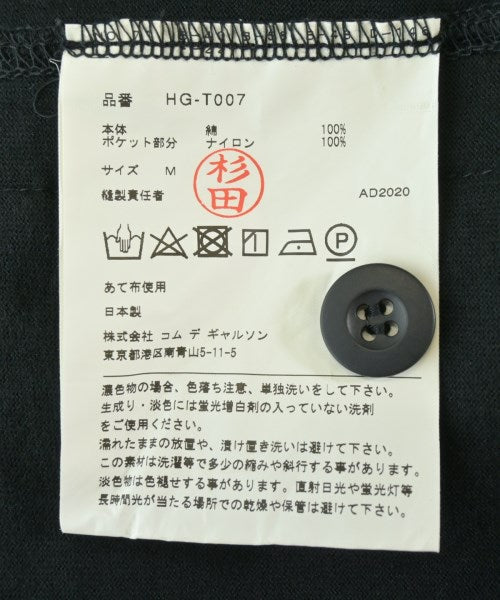 品番 HG-T007
本体 綿 100%
ポケット部分 ナイロン 100%
サイズ M
杉田
縫製責任者 AD2020
P
あて布使用
日本製
株式会社 コム デ ギャルソン
東京都港区南青山5-11-5
濃色物の場合、色落ち注意、単独洗いをして下さい。
生成り・淡色には蛍光増白剤の入っていない洗剤
をご使用ください。
濡れたままの放置や、漬け置き洗いは避けて下さい。
この素材は洗濯等で多少の縮みや斜行する事があります。
淡色物は色褪せする事があります。直射日光や蛍光灯等
長時間光が当たる場所での乾燥や保管は避けて下さい。